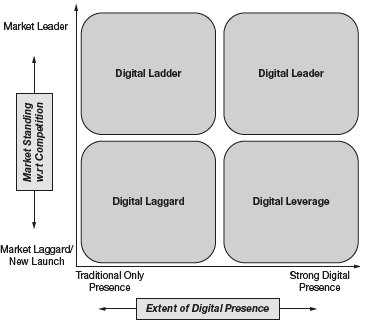 Market Leader
Digital Ladder
Digital Leader
Market Standing
w.r.t Competition
Digital Laggard
Digital Leverage
Market Laggard/
New Launch
Traditional Only
Presence
Strong Digital
Presence
Extent of Digital Presence